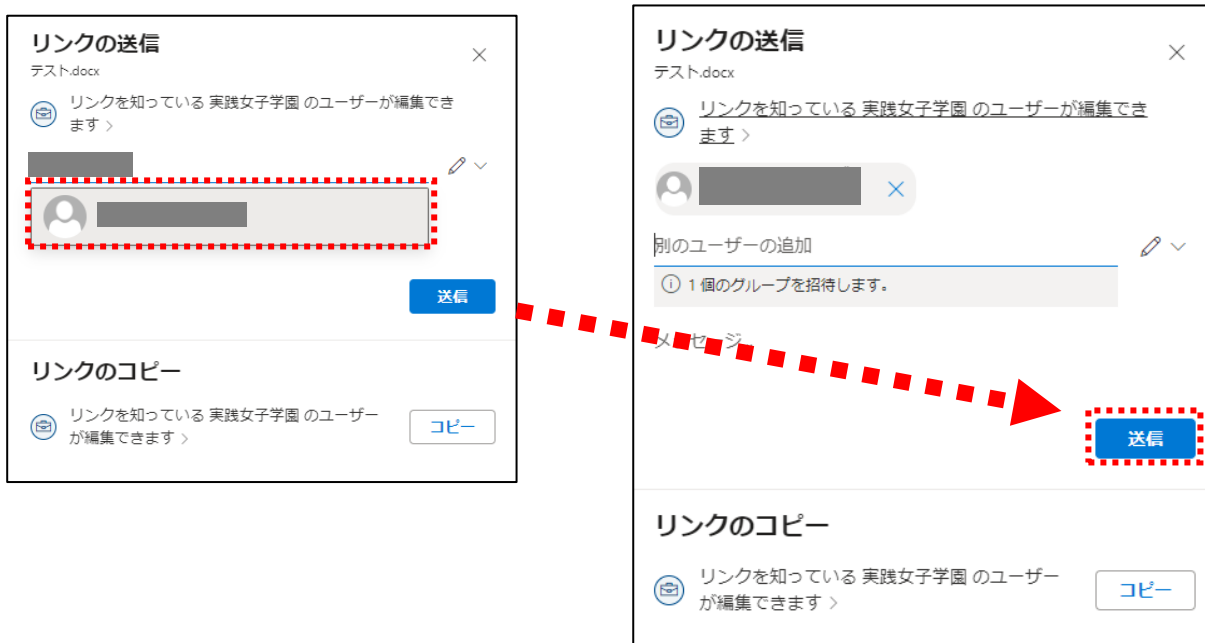 リンクの送信
テスト.docx
リンクを知っている 実践女子学園 のユーザーが編集でき
ます >
送信
リンクのコピー
リンクを知っている 実践女子学園 のユーザー
が編集できます >
コピー
リンクの送信
テスト.docx
リンクを知っている 実践女子学園 のユーザーが編集でき
ます >
別のユーザーの追加
1 個のグループを招待します。
メッセージ...
送信
リンクのコピー
リンクを知っている 実践女子学園 のユーザー
が編集できます >
コピー